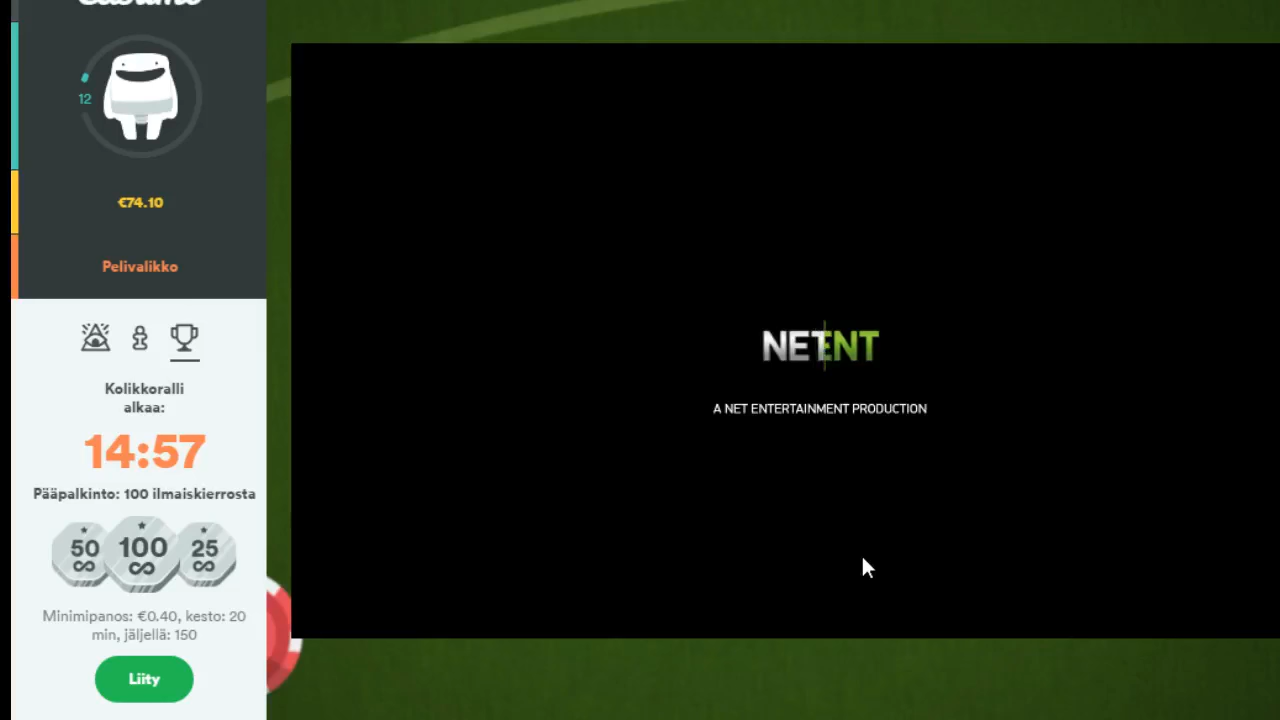 12
€74.10
Pelivalikko
Kolikkoralli
alkaa:
14:57
Pääpalkinto: 100 ilmaiskierrosta
50 100 25
Minimipanos: €0.40, kesto: 20
min, jäljellä: 150
Liity
NETENT
A NET ENTERTAINMENT PRODUCTION